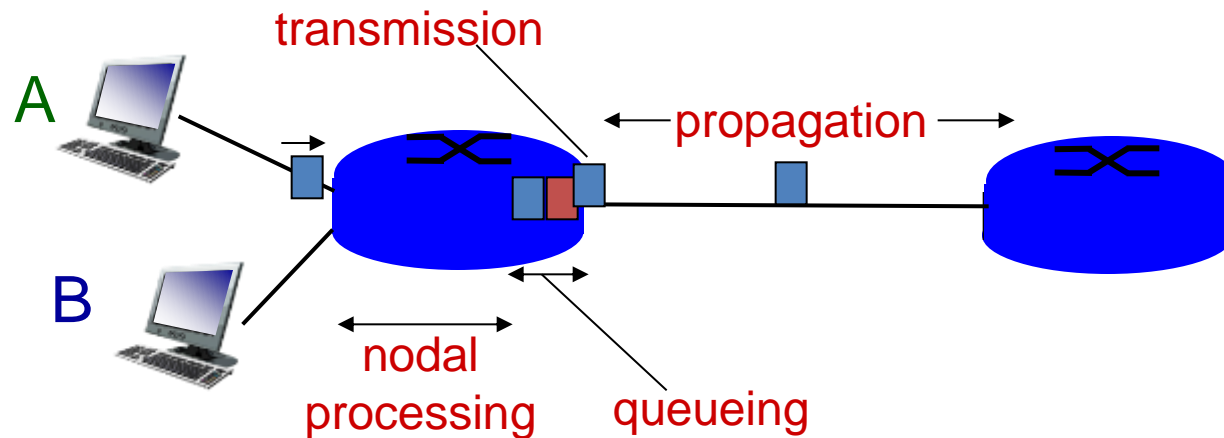 transmission
A
propagation
B
nodal
processing
queueing